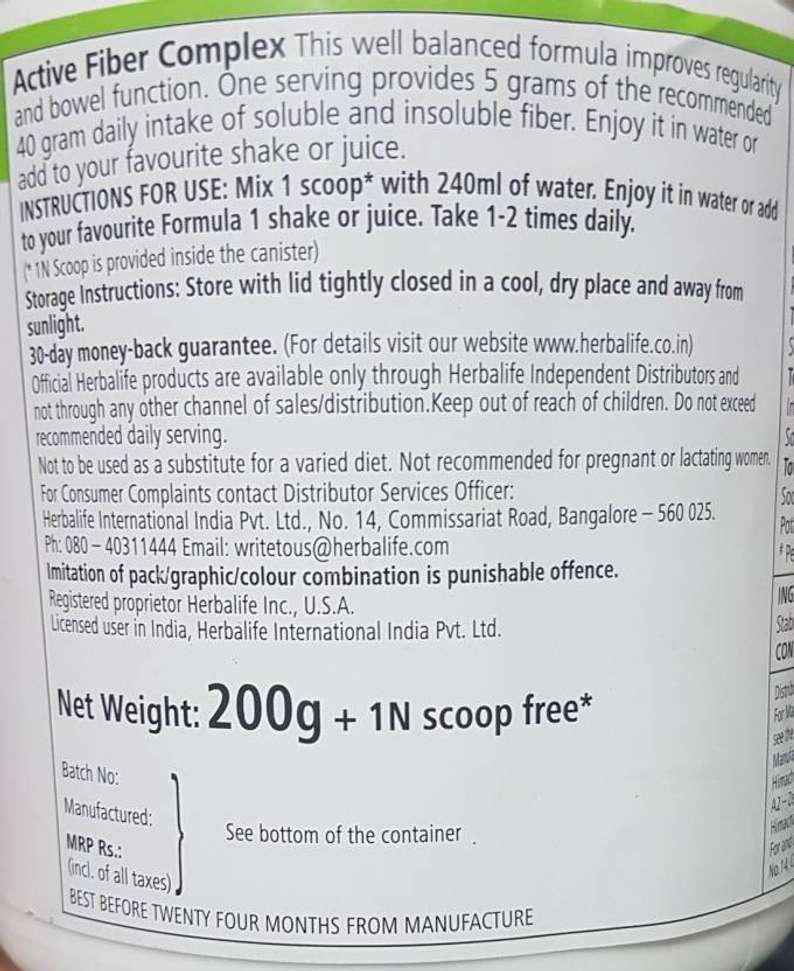 Active Fiber Complex This well balanced formula improves regularity
and bowel function. One serving provides 5 grams of the recommended
40 gram daily intake of soluble and insoluble fiber. Enjoy it in water or
add to your favourite shake or juice.
INSTRUCTIONS FOR USE: Mix 1 scoop* with 240ml of water. Enjoy it in water or add
to your favourite Formula 1 shake or juice. Take 1-2 times daily.
(* 1N Scoop is provided inside the canister)
Storage Instructions: Store with lid tightly closed in a cool, dry place and away from
sunlight.
30-day money-back guarantee. (For details visit our website www.herbalife.co.in)
Official Herbalife products are available only through Herbalife Independent Distributors and
not through any other channel of sales/distribution.Keep out of reach of children. Do not exceed
recommended daily serving.
Not to be used as a substitute for a varied diet. Not recommended for pregnant or lactating women.
For Consumer Complaints contact Distributor Services Officer:
Herbalife International India Pvt. Ltd., No. 14, Commissariat Road, Bangalore – 560 025.
Ph: 080 – 40311444 Email: writetous@herbalife.com
Imitation of pack/graphic/colour combination is punishable offence.
Registered proprietor Herbalife Inc., U.S.A.
Licensed user in India, Herbalife International India Pvt. Ltd.
Net Weight: 200g + 1N scoop free*
Batch No:
Manufactured:
MRP Rs.:
(incl. of all taxes)
See bottom of the container .
BEST BEFORE TWENTY FOUR MONTHS FROM MANUFACTURE